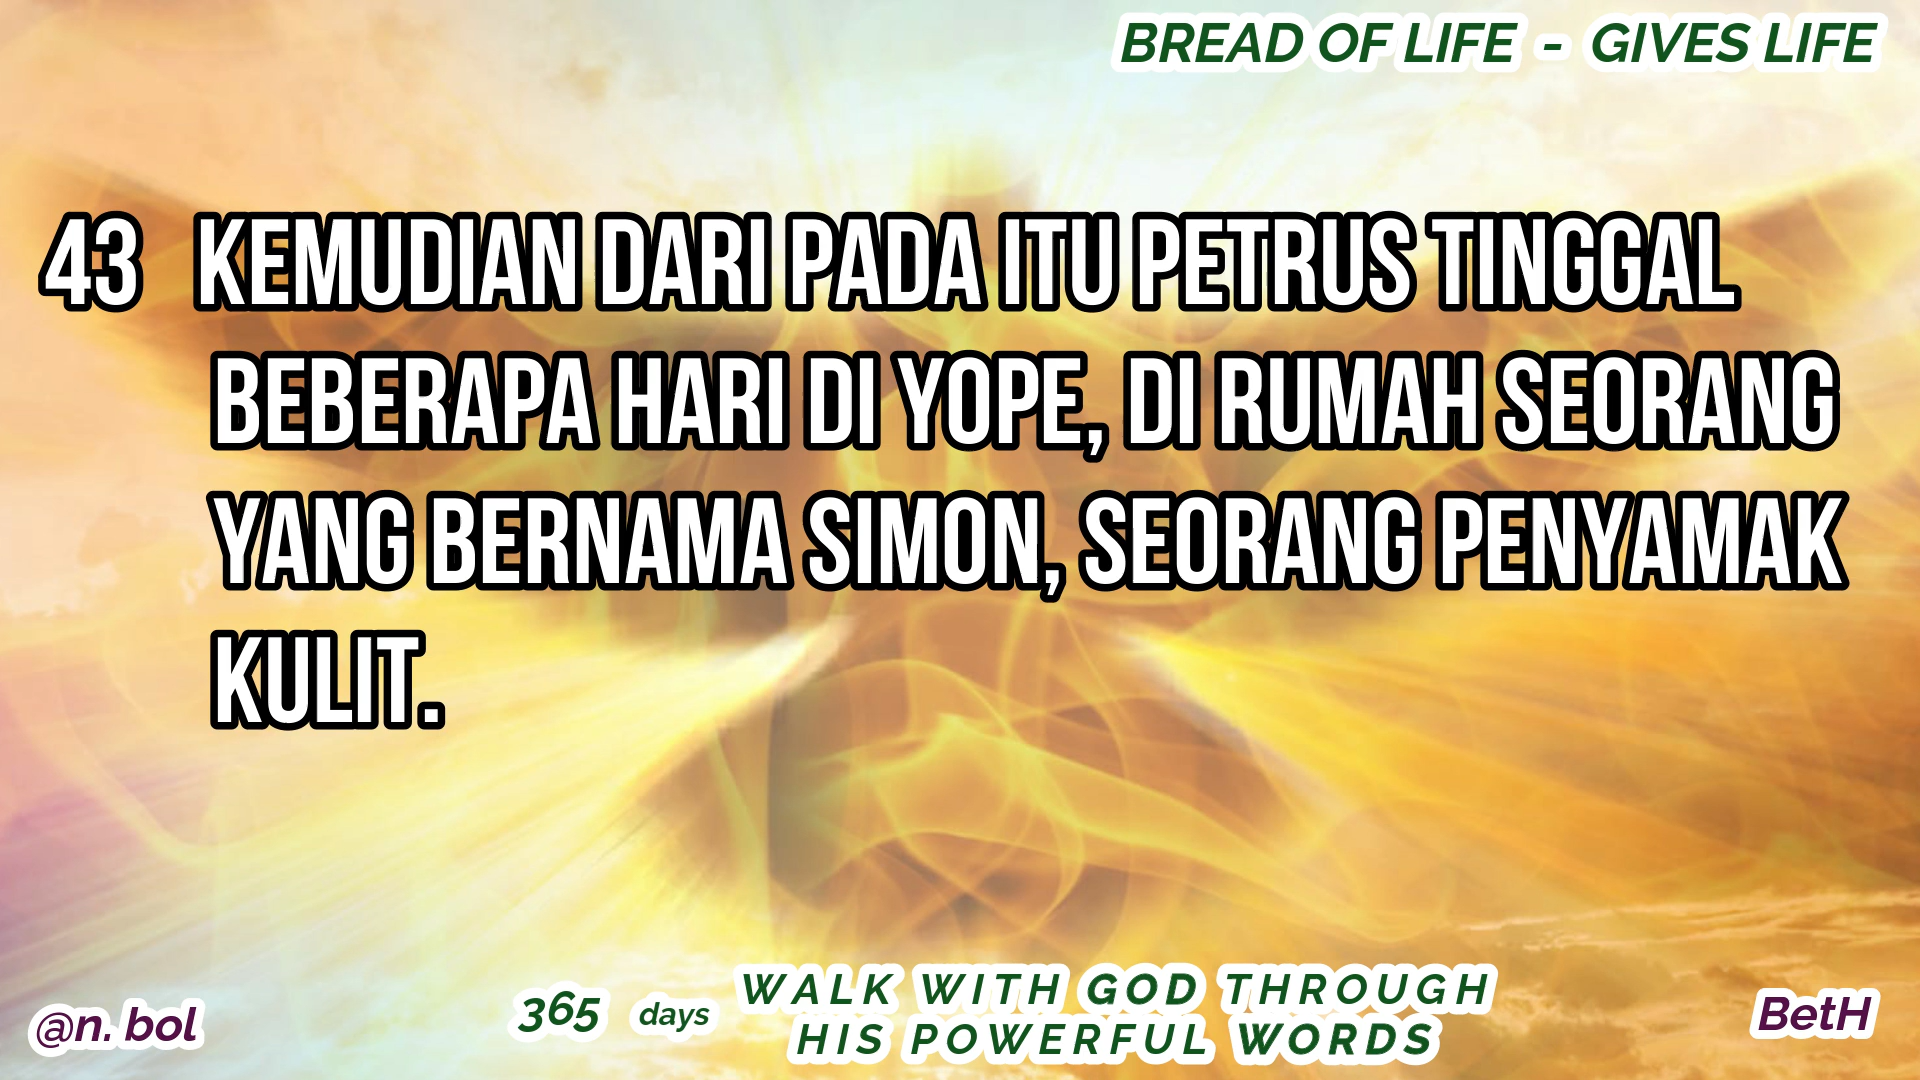 BREAD OF LIFE - GIVES LIFE
43 KEMUDIAN DARI PADA ITU PETRUS TINGGAL
BEBERAPA HARI DI YOPE, DI RUMAH SEORANG
YANG BERNAMA SIMON, SEORANG PENYAMAK
KULIT.
@n. bol
365 days
WALK WITH GOD THROUGH
HIS POWERFUL WORDS
BetH